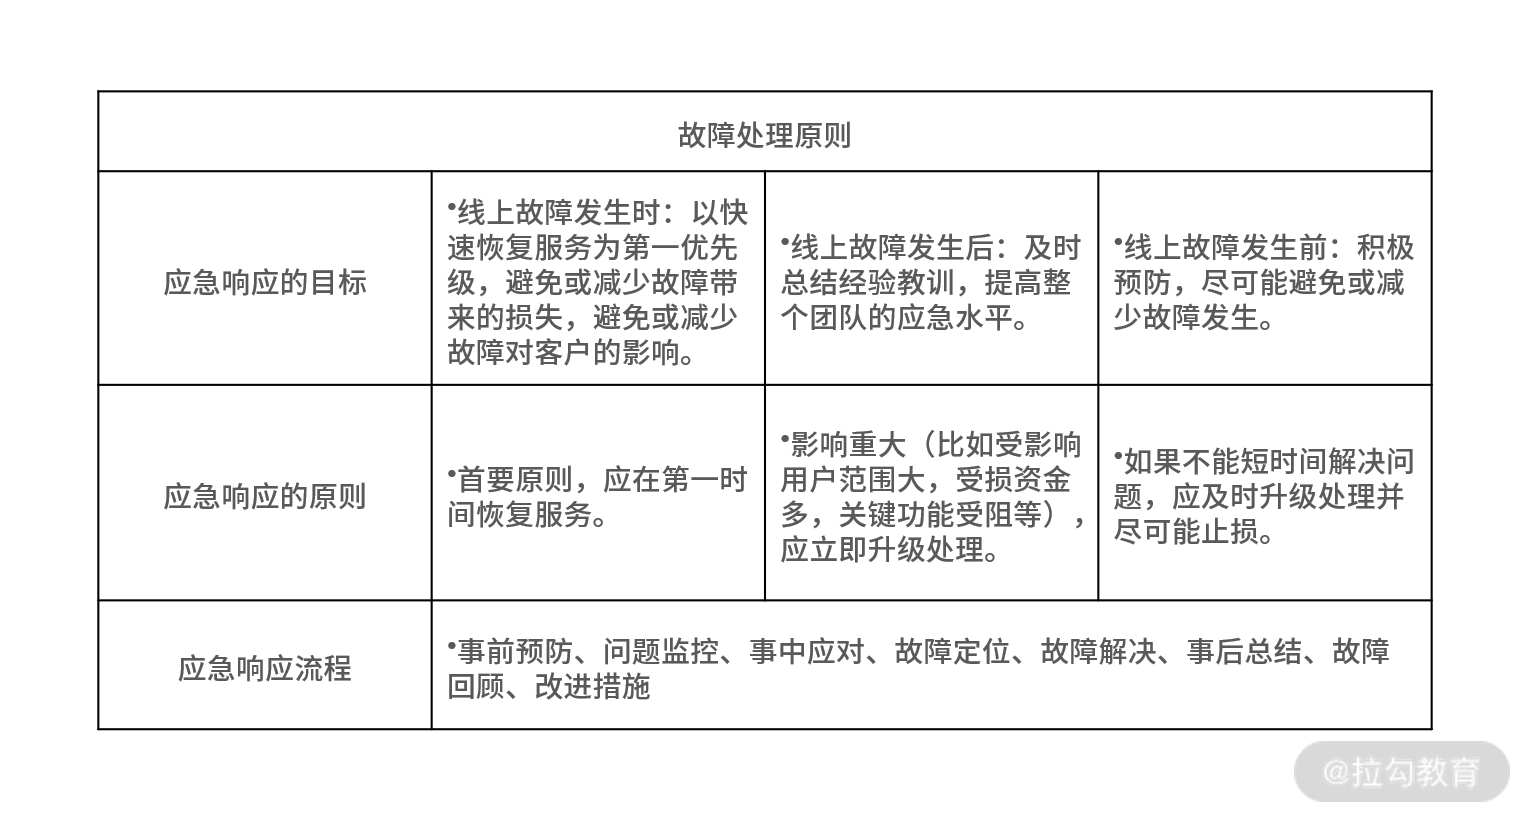 故障处理原则
应急响应的目标
•线上故障发生时：以快
速恢复服务为第一优先
级，避免或减少故障带
来的损失，避免或减少
故障对客户的影响。
•线上故障发生后：及时
总结经验教训，提高整
个团队的应急水平。
•线上故障发生前：积极
预防，尽可能避免或减
少故障发生。
应急响应的原则
•首要原则，应在第一时
间恢复服务。
•影响重大（比如受影响
用户范围大，受损资金
多，关键功能受阻等），
应立即升级处理。
•如果不能短时间解决问
题，应及时升级处理并
尽可能止损。
应急响应流程
•事前预防、问题监控、事中应对、故障定位、故障解决、事后总结、故障
回顾、改进措施
@拉勾教育